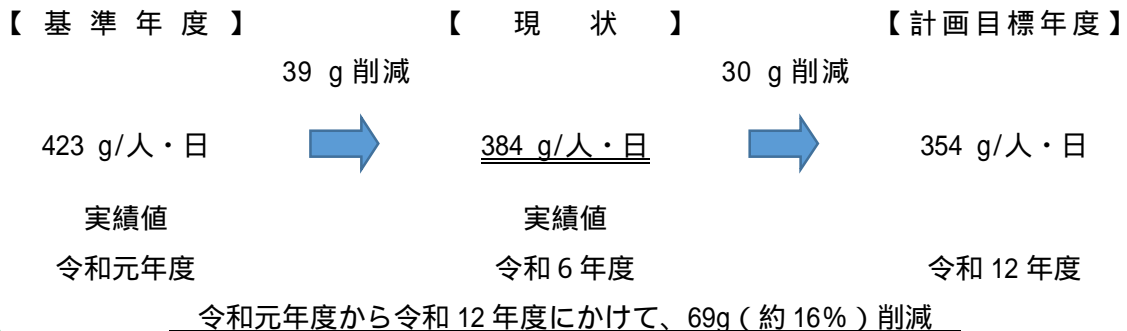 【 基 準 年 度 】 【 現 状 】 【計画目標年度】
39 g 削減 30 g 削減
423 g/人・日 384 g/人・日 354 g/人・日
実績値 実績値
令和元年度 令和6年度 令和 12 年度
令和元年度から令和 12 年度にかけて、69g(約 16%)削減